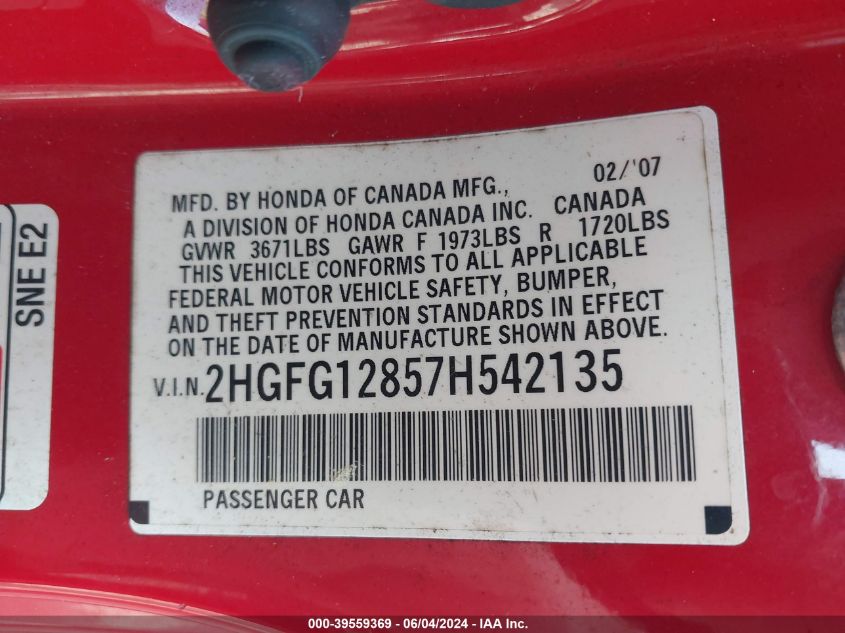 SNE E2
02/'07
MFD. BY HONDA OF CANADA MFG.,
A DIVISION OF HONDA CANADA INC. CANADA
GVWR 3671LBS GAWR F 1973LBS R 1720LBS
THIS VEHICLE CONFORMS TO ALL APPLICABLE
FEDERAL MOTOR VEHICLE SAFETY, BUMPER,
AND THEFT PREVENTION STANDARDS IN EFFECT
ON THE DATE OF MANUFACTURE SHOWN ABOVE.
V.I.N. 2HGFG12857H542135
PASSENGER CAR
000-39559369 - 06/04/2024 - IAA Inc.